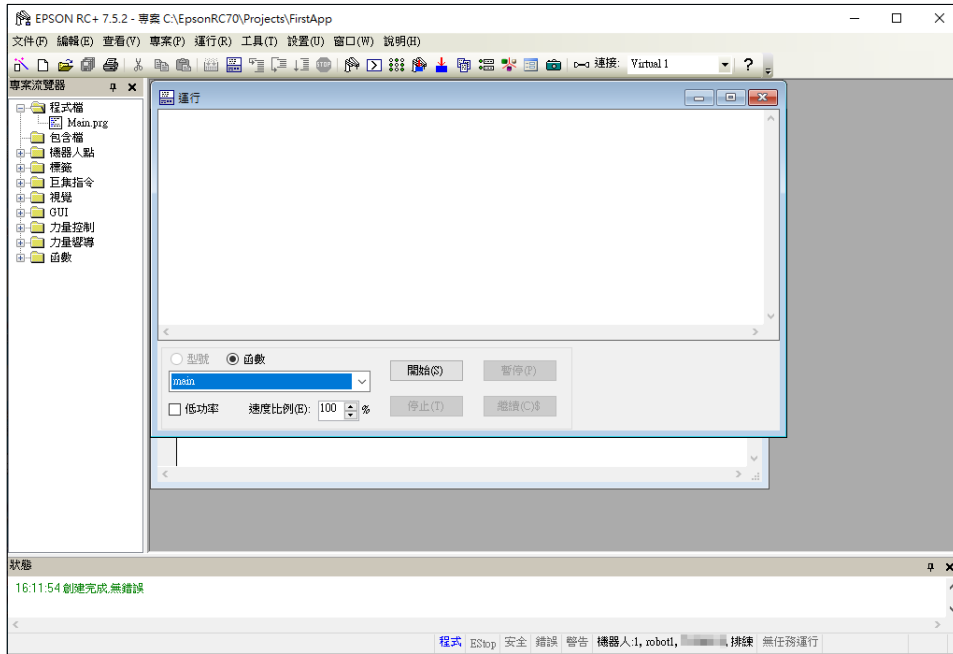 EPSON RC+ 7.5.2 - 專案 C:\EpsonRC70\Projects\FirstApp
文件(F) 編輯(E) 查看(V) 專案(P) 運行(R) 工具(T) 設置(U) 窗口(W) 說明(H)
連接: Virtual 1
專案流覽器
程式檔
Main.prg
包含檔
機器人點
標籤
巨集指令
視覺
GUI
力量控制
力量嚮導
函數
運行
型號 函數
main
開始(S) 暫停(P)
低功率 速度比例(E): 100 %
停止(T) 繼續(C)$
狀態
16:11:54 創建完成,無錯誤
程式 EStop 安全 錯誤 警告 機器人:1, robot1, 排練 無任務運行